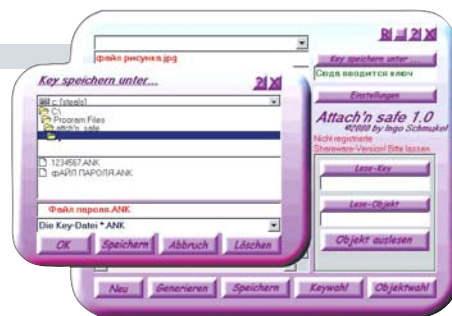 файл рисунка.jpg
Key speichern unter
Сюда вводится ключ
Einstellungen
Attach'n safe 1.0
©2000 by Ingo Schmukel
Nicht registrierte
Shareware-Version! Bitte lassen
Lese-Key
Lese-Objekt
Objekt auslesen
Neu
Generieren
Speichern
Keywahl
Objektwahl
Key speichern unter...
c: [steals]
C:\
Program Files
attch'n_safe
1234567.ANK
фАЙЛ ПАРОЛЯ.ANK
Файл пароля.ANK
Die Key-Datei *.ANK
OK
Speichern
Abbruch
Löschen